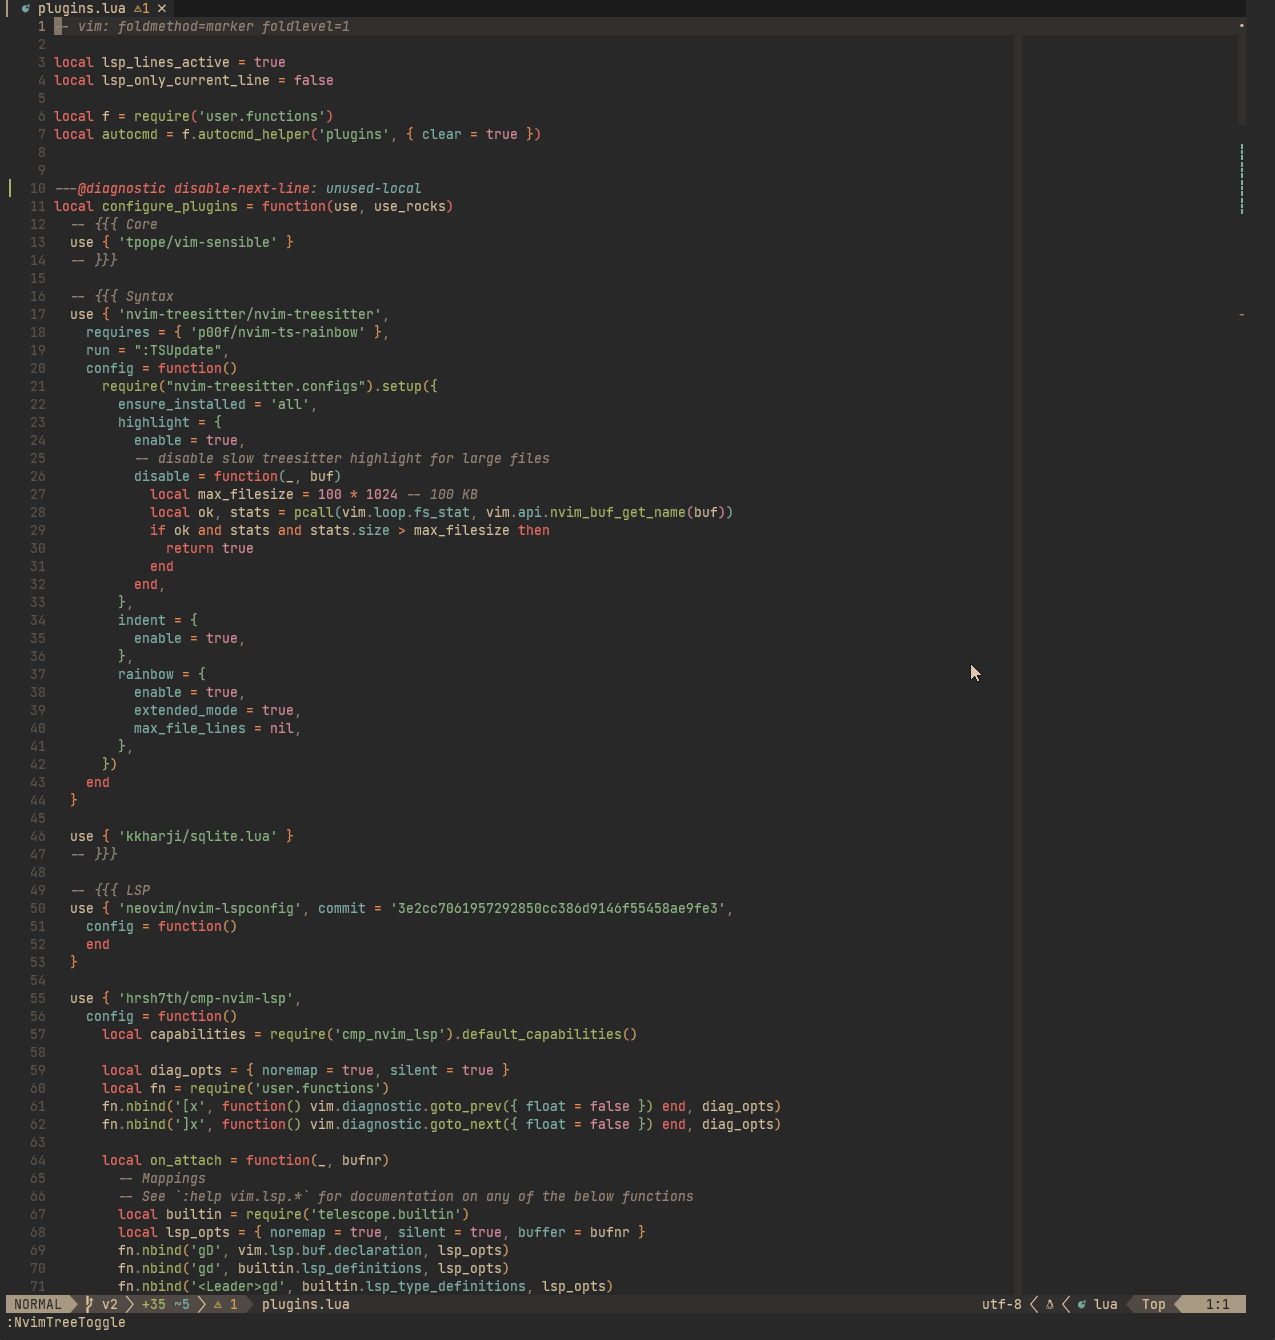 plugins.lua ⚠1 ✕
1 -- vim: foldmethod=marker foldlevel=1
2
3 local lsp_lines_active = true
4 local lsp_only_current_line = false
5
6 local f = require('user.functions')
7 local autocmd = f.autocmd_helper('plugins', { clear = true })
8
9
10 ---@diagnostic disable-next-line: unused-local
11 local configure_plugins = function(use, use_rocks)
12   -- {{{ Core
13   use { 'tpope/vim-sensible' }
14   -- }}}
15
16   -- {{{ Syntax
17   use { 'nvim-treesitter/nvim-treesitter',
18     requires = { 'p00f/nvim-ts-rainbow' },
19     run = ":TSUpdate",
20     config = function()
21       require("nvim-treesitter.configs").setup({
22         ensure_installed = 'all',
23         highlight = {
24           enable = true,
25           -- disable slow treesitter highlight for large files
26           disable = function(_, buf)
27             local max_filesize = 100 * 1024 -- 100 KB
28             local ok, stats = pcall(vim.loop.fs_stat, vim.api.nvim_buf_get_name(buf))
29             if ok and stats and stats.size > max_filesize then
30               return true
31             end
32           end,
33         },
34         indent = {
35           enable = true,
36         },
37         rainbow = {
38           enable = true,
39           extended_mode = true,
40           max_file_lines = nil,
41         },
42       })
43     end
44   }
45
46   use { 'kkharji/sqlite.lua' }
47   -- }}}
48
49   -- {{{ LSP
50   use { 'neovim/nvim-lspconfig', commit = '3e2cc7061957292850cc386d9146f55458ae9fe3',
51     config = function()
52     end
53   }
54
55   use { 'hrsh7th/cmp-nvim-lsp',
56     config = function()
57       local capabilities = require('cmp_nvim_lsp').default_capabilities()
58
59       local diag_opts = { noremap = true, silent = true }
60       local fn = require('user.functions')
61       fn.nbind('[x', function() vim.diagnostic.goto_prev({ float = false }) end, diag_opts)
62       fn.nbind(']x', function() vim.diagnostic.goto_next({ float = false }) end, diag_opts)
63
64       local on_attach = function(_, bufnr)
65         -- Mappings
66         -- See `:help vim.lsp.*` for documentation on any of the below functions
67         local builtin = require('telescope.builtin')
68         local lsp_opts = { noremap = true, silent = true, buffer = bufnr }
69         fn.nbind('gD', vim.lsp.buf.declaration, lsp_opts)
70         fn.nbind('gd', builtin.lsp_definitions, lsp_opts)
71         fn.nbind('<Leader>gd', builtin.lsp_type_definitions, lsp_opts)
NORMAL v2 +35 ~5 ⚠ 1 plugins.lua utf-8 lua Top 1:1
:NvimTreeToggle